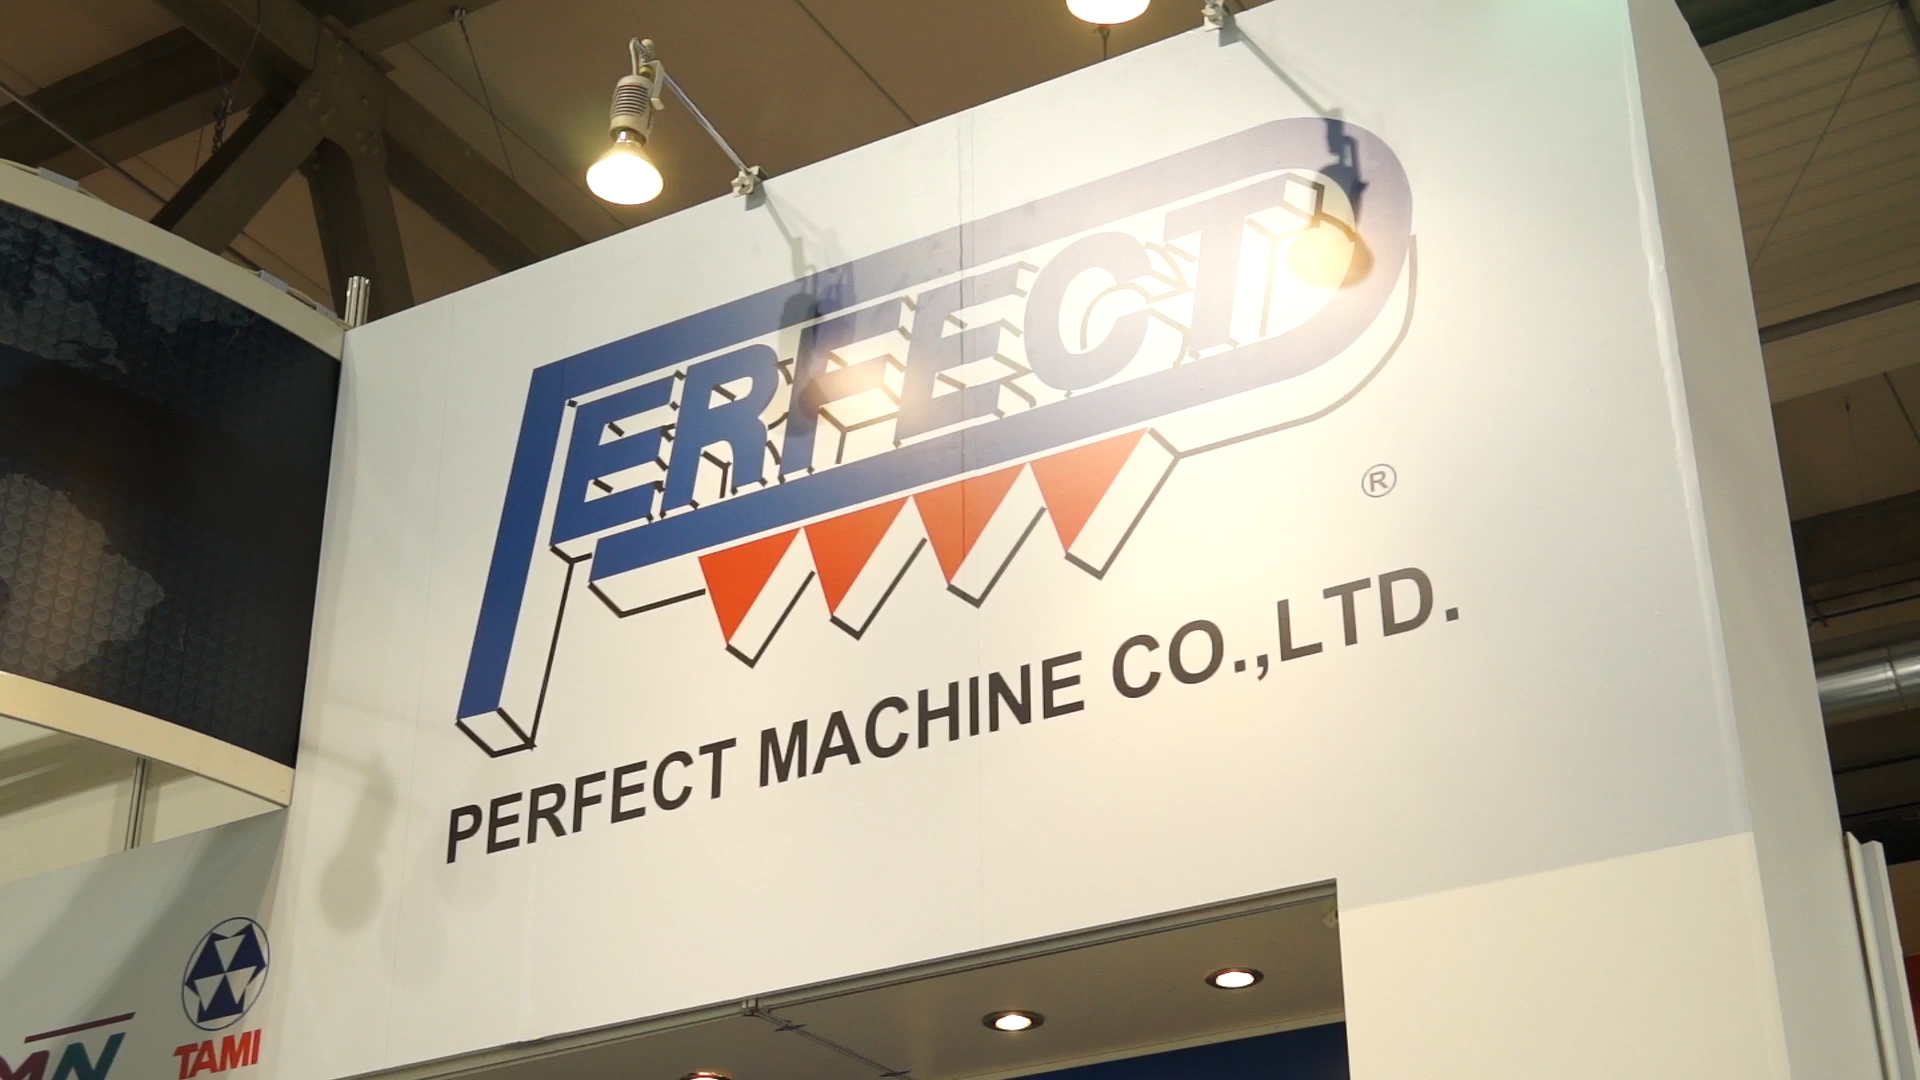 PERFECT
®
PERFECT MACHINE CO.,LTD.
TAMI